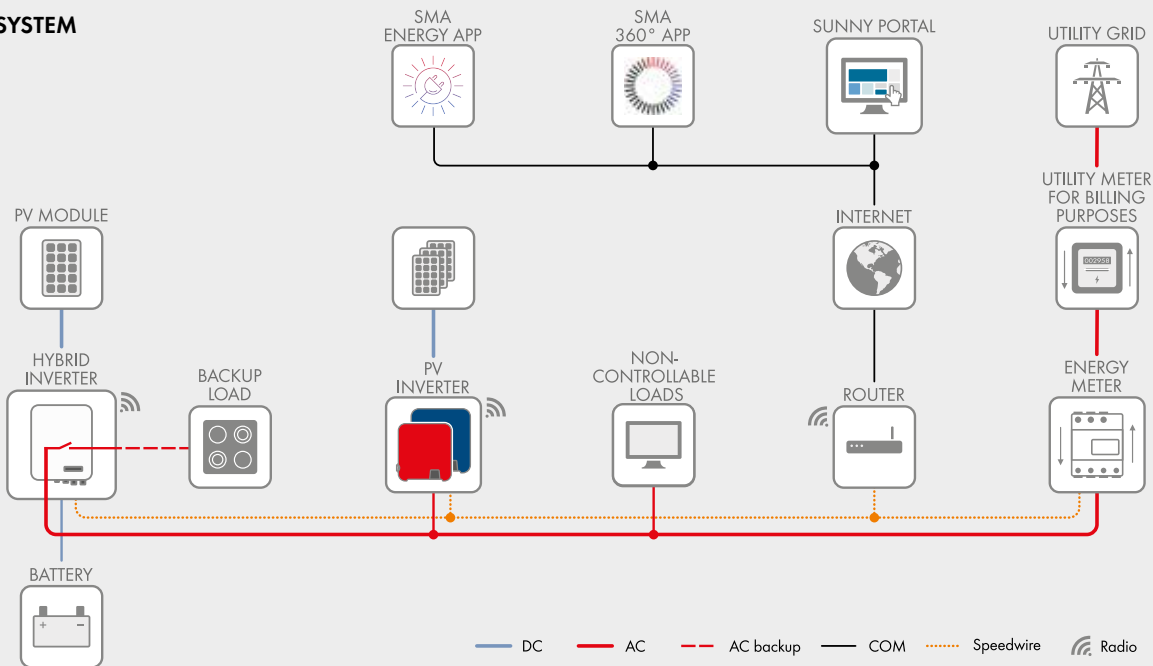 SYSTEM
SMA
ENERGY APP
SMA
360° APP
SUNNY PORTAL
UTILITY GRID
UTILITY METER
FOR BILLING
PURPOSES
002958
PV MODULE
INTERNET
HYBRID
INVERTER
BACKUP
LOAD
PV
INVERTER
NON-
CONTROLLABLE
LOADS
ROUTER
ENERGY
METER
BATTERY
+ −
DC
AC
AC backup
COM
Speedwire
Radio